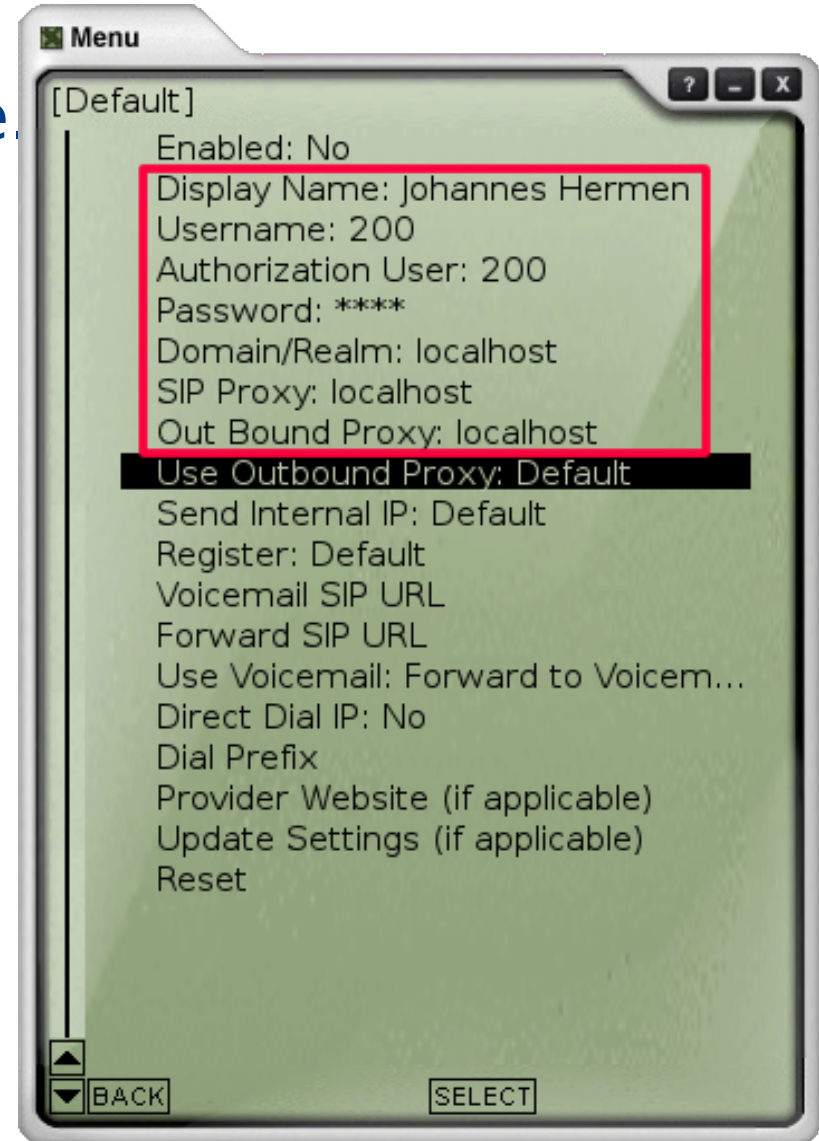 Menu
? – X
[Default]
e.
Enabled: No
Display Name: Johannes Hermen
Username: 200
Authorization User: 200
Password: ****
Domain/Realm: localhost
SIP Proxy: localhost
Out Bound Proxy: localhost
Use Outbound Proxy: Default
Send Internal IP: Default
Register: Default
Voicemail SIP URL
Forward SIP URL
Use Voicemail: Forward to Voicem...
Direct Dial IP: No
Dial Prefix
Provider Website (if applicable)
Update Settings (if applicable)
Reset
BACK SELECT